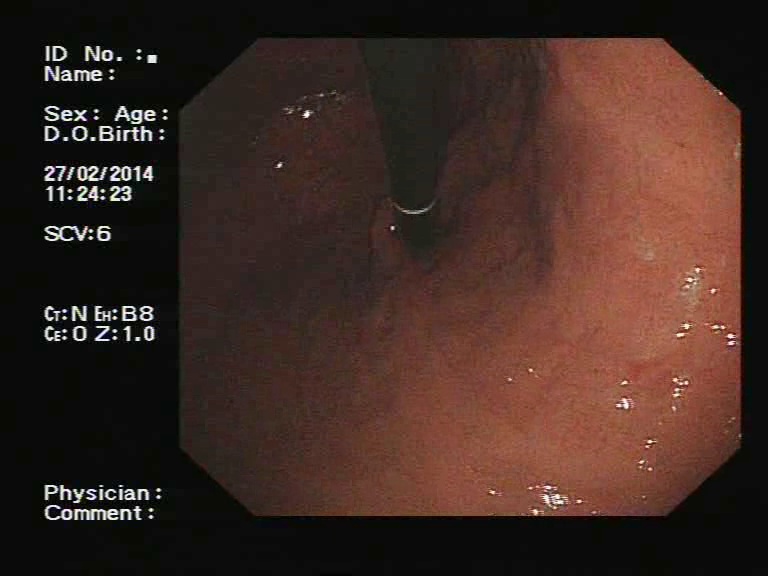 ID No. :
Name:
Sex: Age:
D.O.Birth:
27/02/2014
11:24:23
SCV:6
CT:N EH:B8
CE:0 Z:1.0
Physician:
Comment: